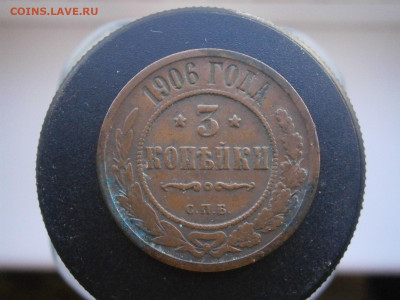 COINS.LAVE.RU
1906 ГОДА
* 3 *
КОПѢЙКИ
С.П.Б.